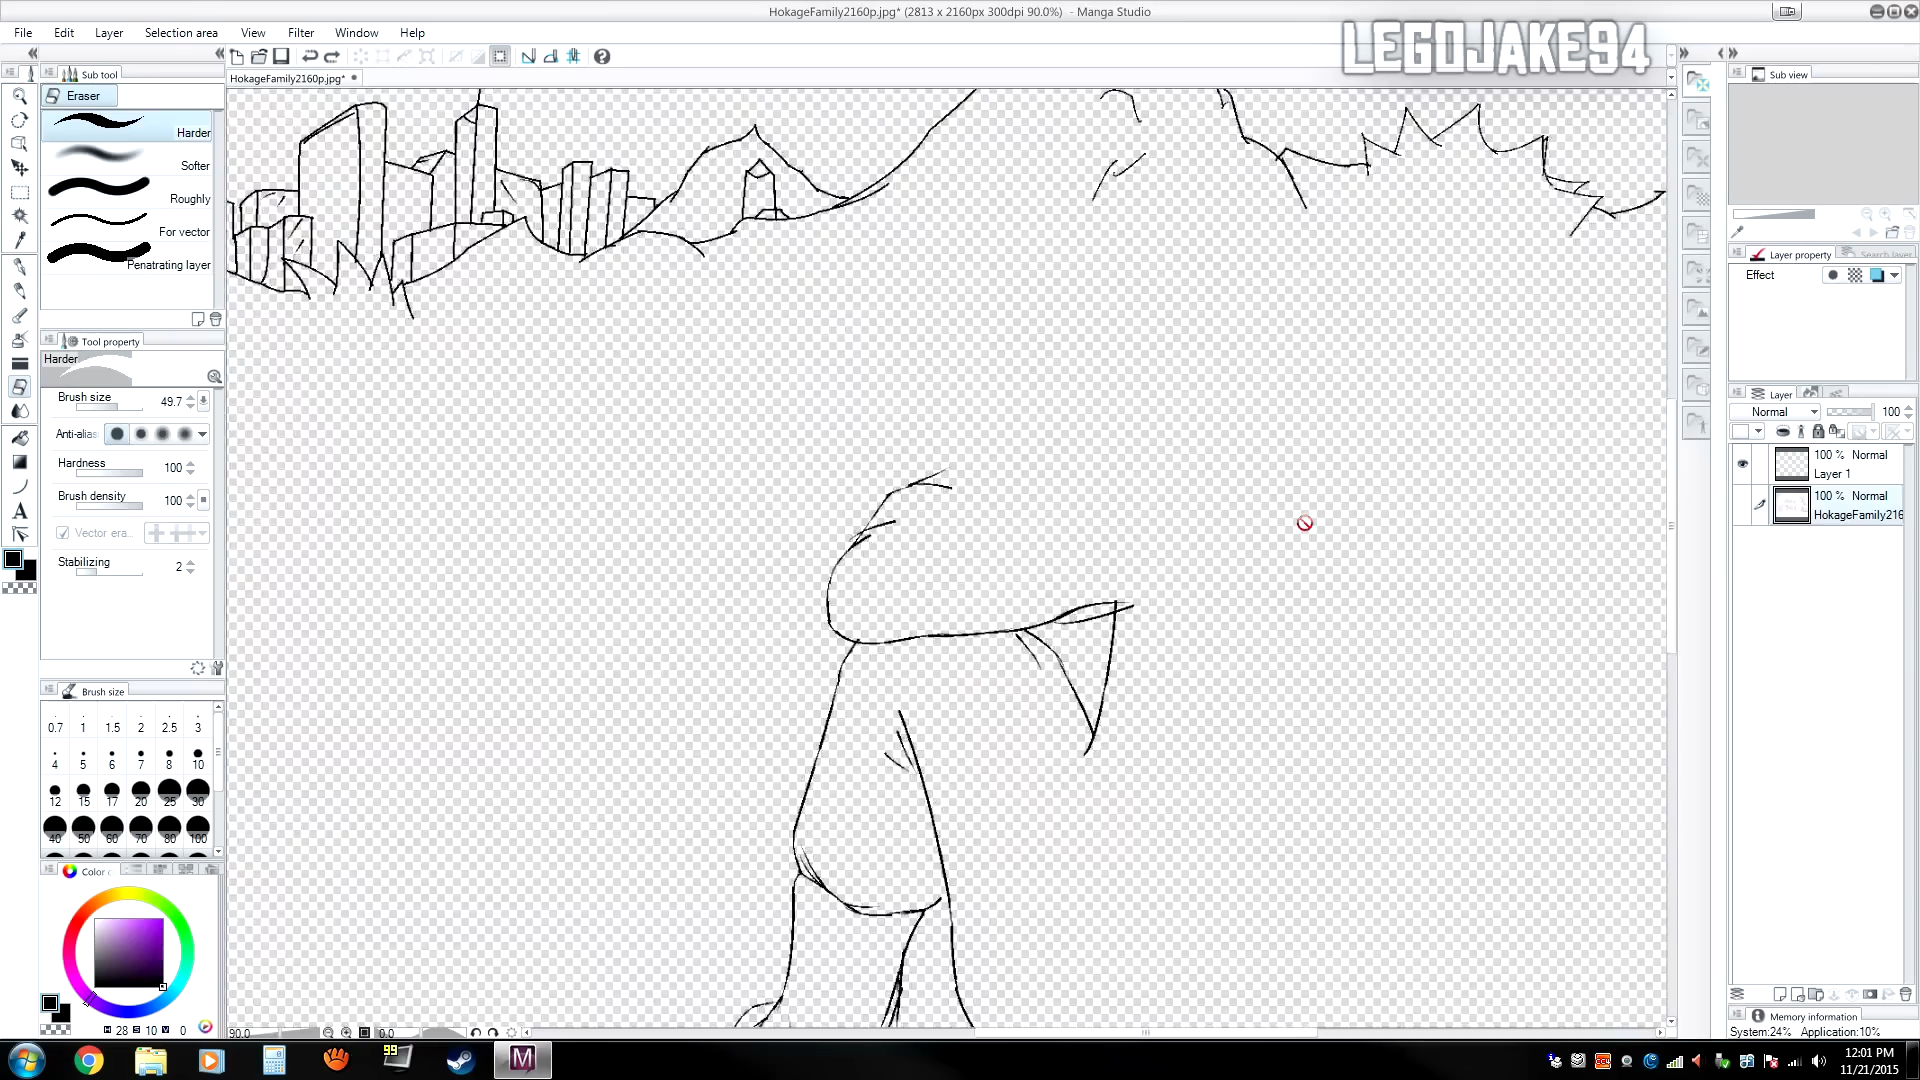 HokageFamily2160p.jpg* (2813 x 2160px 300dpi 90.0%) - Manga Studio
LEGOJAKE94
File Edit Layer Selection area View Filter Window Help
Sub tool
HokageFamily2160p.jpg*
Sub view
Eraser
Harder
Softer
Roughly
For vector
Penatrating layer
Layer property
Search layer
Effect
Tool property
Harder
Brush size 49.7
Anti-alias
Hardness 100
Brush density 100
Vector era..
Stabilizing 2
Layer
Normal 100
100 % Normal
Layer 1
100 % Normal
HokageFamily216
Brush size
0.7 1 1.5 2 2.5 3
4 5 6 7 8 10
12 15 17 20 25 30
40 50 60 70 80 100
Color
H 28 S 10 V 0
90.0 0.0
Memory information
System:24% Application:10%
99
M
12:01 PM
11/21/2015